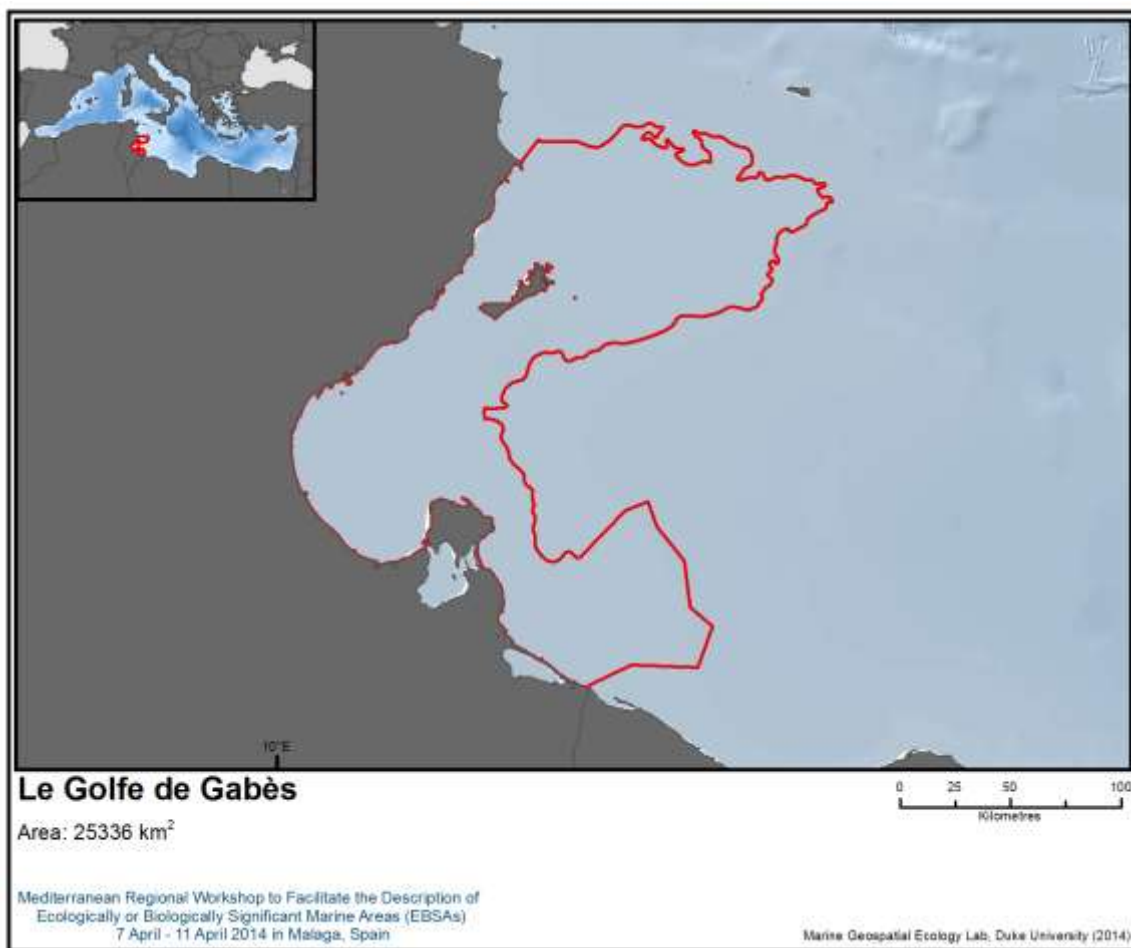 10°E
Le Golfe de Gabès
Area: 25336 km²
0 25 50 100
Kilometres
Mediterranean Regional Workshop to Facilitate the Description of
Ecologically or Biologically Significant Marine Areas (EBSAs)
7 April - 11 April 2014 in Malaga, Spain
Marine Geospatial Ecology Lab, Duke University (2014)